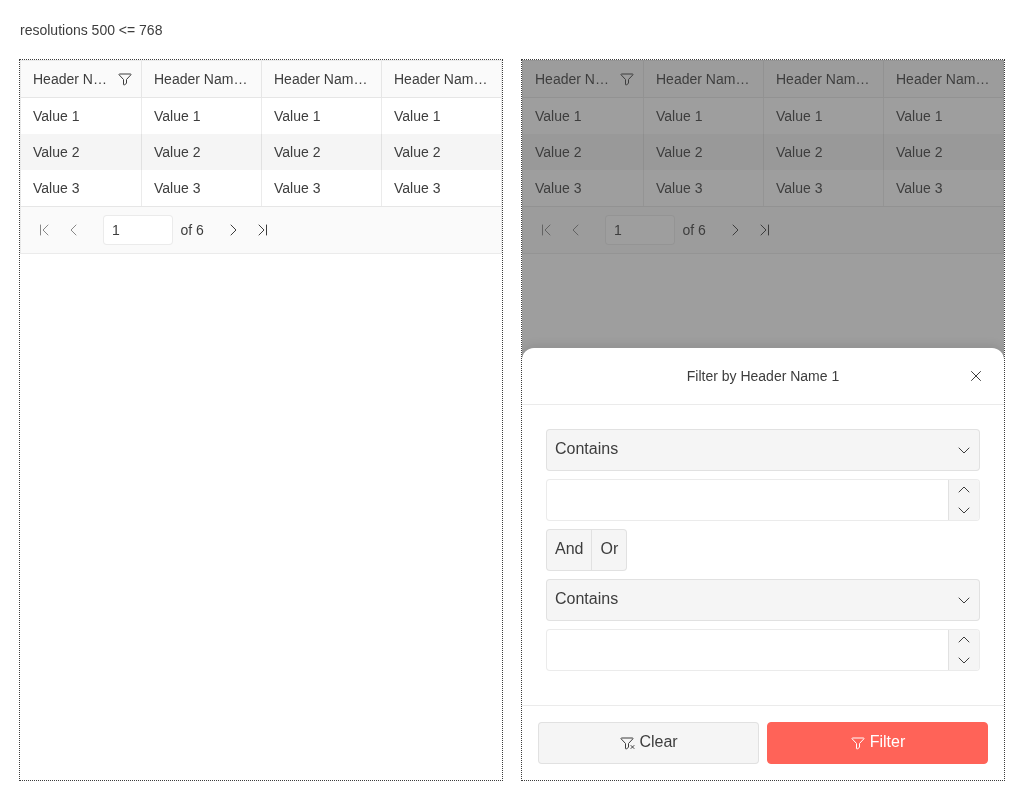 resolutions 500 <= 768
Header N... Header Nam... Header Nam... Header Nam...
Value 1 Value 1 Value 1 Value 1
Value 2 Value 2 Value 2 Value 2
Value 3 Value 3 Value 3 Value 3
1 of 6
Header N... Header Nam... Header Nam... Header Nam...
Value 1 Value 1 Value 1 Value 1
Value 2 Value 2 Value 2 Value 2
Value 3 Value 3 Value 3 Value 3
1 of 6
Filter by Header Name 1
Contains
And Or
Contains
Clear Filter